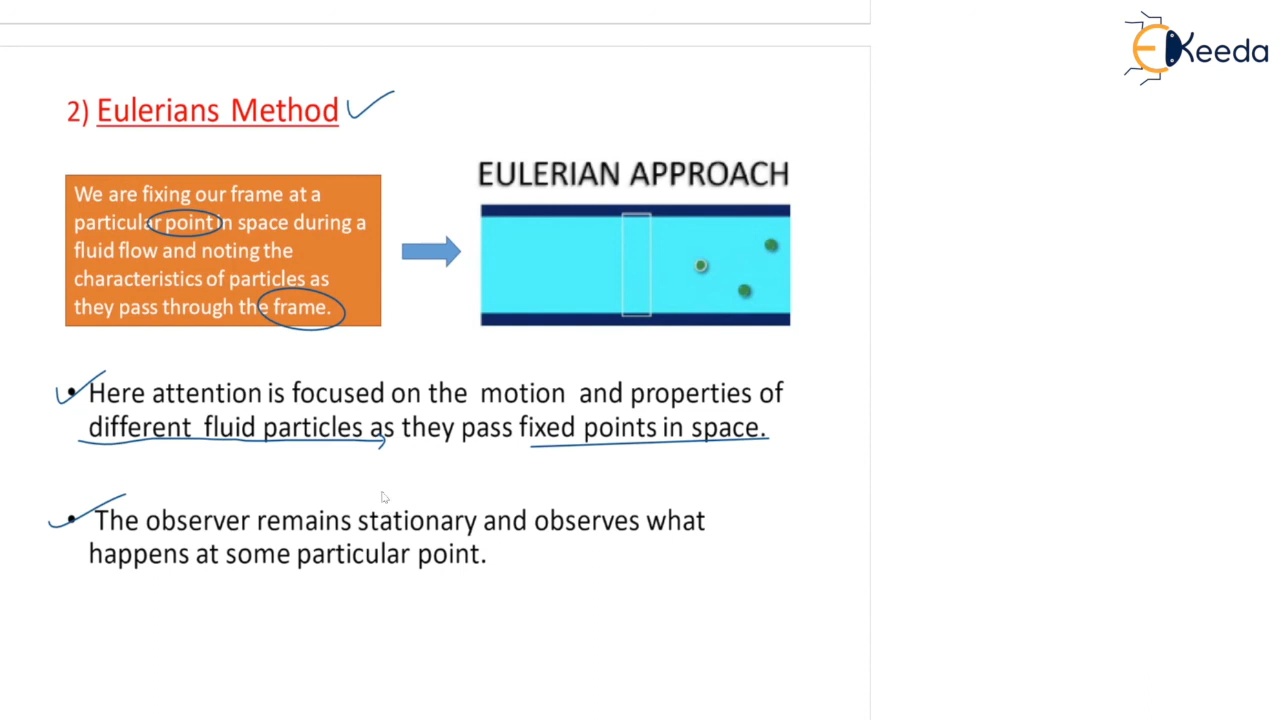 EKeeda
2) Eulerians Method
We are fixing our frame at a
particular point in space during a
fluid flow and noting the
characteristics of particles as
they pass through the frame.
EULERIAN APPROACH
• Here attention is focused on the motion and properties of
different fluid particles as they pass fixed points in space.
• The observer remains stationary and observes what
happens at some particular point.